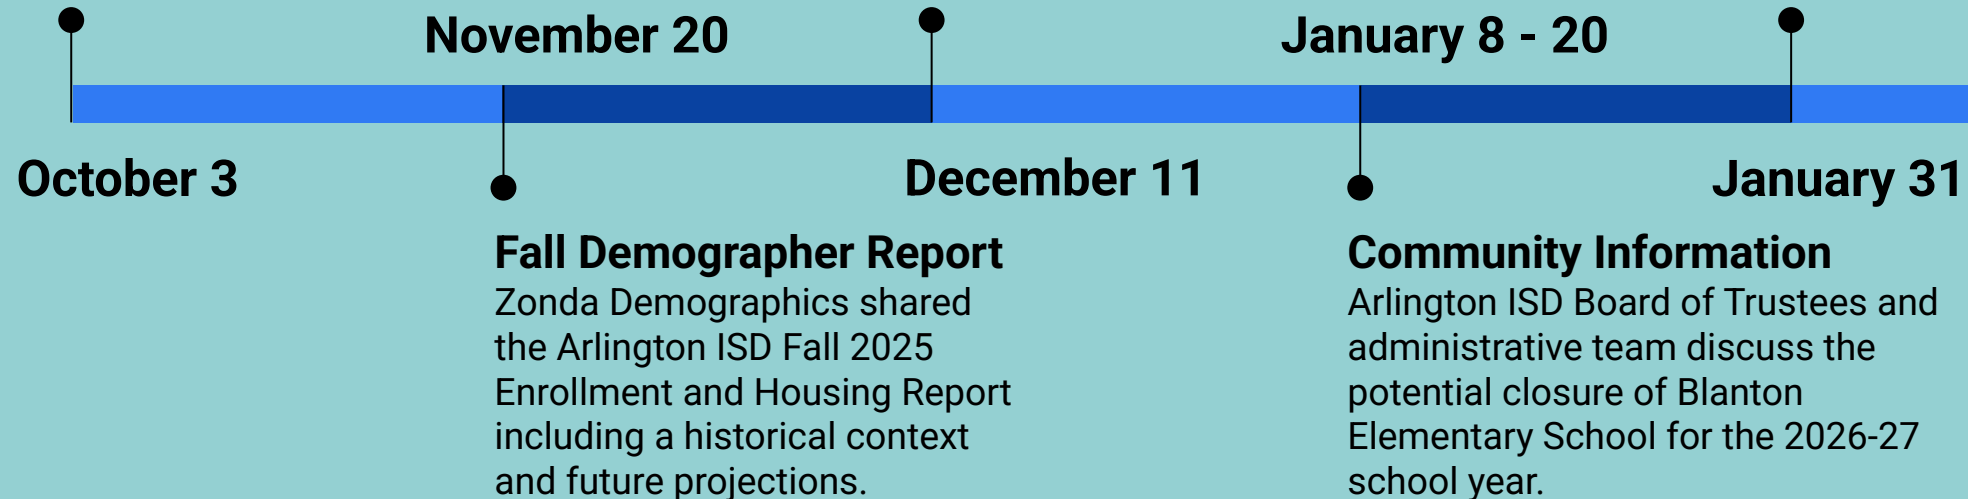 November 20
January 8 - 20
October 3
December 11
January 31
Fall Demographer Report
Zonda Demographics shared
the Arlington ISD Fall 2025
Enrollment and Housing Report
including a historical context
and future projections.
Community Information
Arlington ISD Board of Trustees and
administrative team discuss the
potential closure of Blanton
Elementary School for the 2026-27
school year.